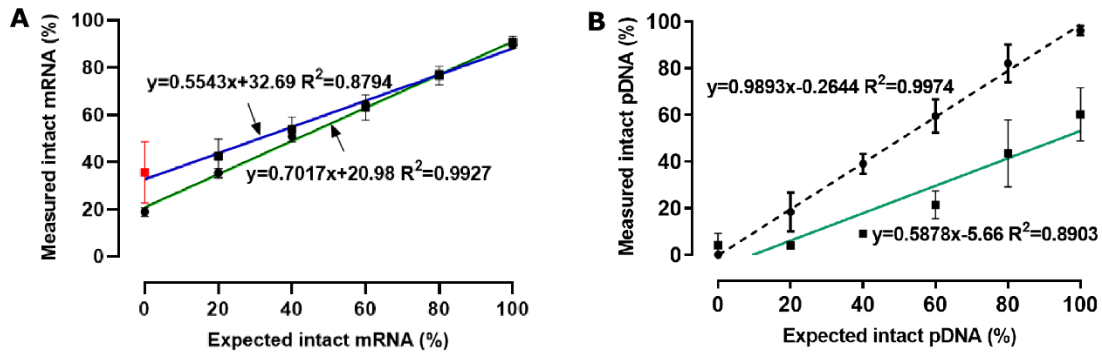 A
Measured intact mRNA (%)
100
80
60
40
20
0
y=0.5543x+32.69 R²=0.8794
y=0.7017x+20.98 R²=0.9927
0 20 40 60 80 100
Expected intact mRNA (%)
B
Measured intact pDNA (%)
100
80
60
40
20
0
y=0.9893x-0.2644 R²=0.9974
y=0.5878x-5.66 R²=0.8903
0 20 40 60 80 100
Expected intact pDNA (%)